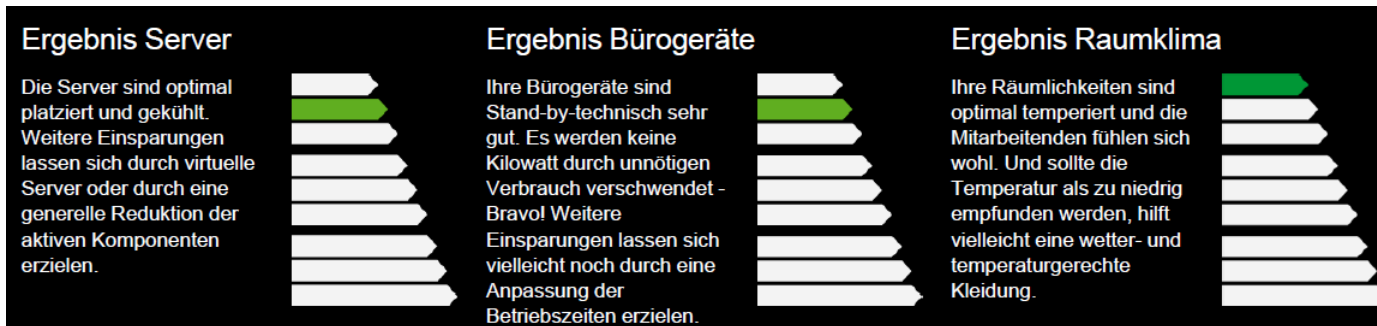 Ergebnis Server
Die Server sind optimal
platziert und gekühlt.
Weitere Einsparungen
lassen sich durch virtuelle
Server oder durch eine
generelle Reduktion der
aktiven Komponenten
erzielen.
Ergebnis Bürogeräte
Ihre Bürogeräte sind
Stand-by-technisch sehr
gut. Es werden keine
Kilowatt durch unnötigen
Verbrauch verschwendet -
Bravo! Weitere
Einsparungen lassen sich
vielleicht noch durch eine
Anpassung der
Betriebszeiten erzielen.
Ergebnis Raumklima
Ihre Räumlichkeiten sind
optimal temperiert und die
Mitarbeitenden fühlen sich
wohl. Und sollte die
Temperatur als zu niedrig
empfunden werden, hilft
vielleicht eine wetter- und
temperaturgerechte
Kleidung.